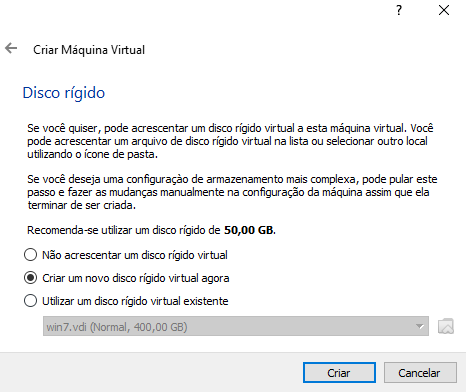 ?
Criar Máquina Virtual
Disco rígido
Se você quiser, pode acrescentar um disco rígido virtual a esta máquina virtual. Você
pode acrescentar um arquivo de disco rígido virtual na lista ou selecionar outro local
utilizando o ícone de pasta.
Se você deseja uma configuraçào de armazenamento mais complexa, pode pular este
passo e fazer as mudanças manualmente na configuração da máquina assim que ela
terminar de ser criada.
Recomenda-se utilizar um disco rígido de 50,00 GB.
Não acrescentar um disco rígido virtual
Criar um novo disco rígido virtual agora
Utilizar um disco rígido virtual existente
win7.vdi (Normal, 400,00 GB)
Criar
Cancelar